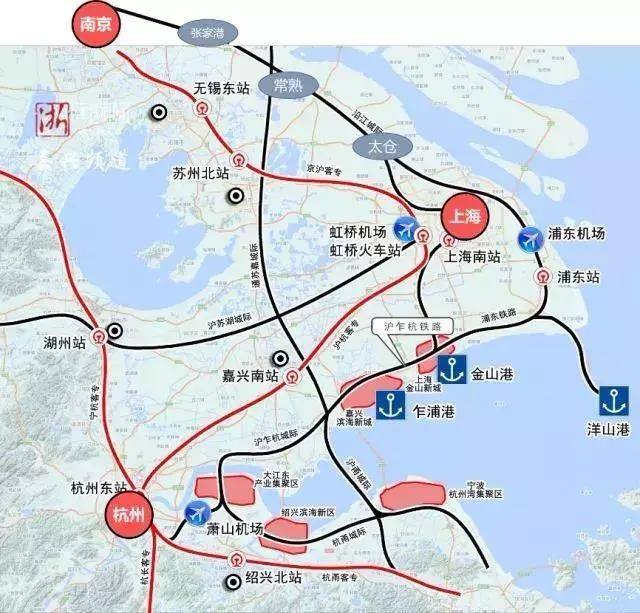 南京
张家港
无锡东站
常熟
沿江城际
浙
嘉兴频道
太仓
苏州北站
京沪客专
上海
虹桥机场
虹桥火车站
上海南站
浦东机场
浦东站
通苏嘉城际
沪苏湖城际
沪杭客专
沪乍杭铁路
浦东铁路
湖州站
嘉兴南站
上海
金山新城
金山港
嘉兴
滨海新城
乍浦港
洋山港
宁杭客专
沪乍杭城际
沪甬城际
杭州东站
大江东
产业集聚区
宁波
杭州湾集聚区
杭州
萧山机场
绍兴滨海新区
杭甬城际
绍兴北站
杭长客专
杭甬客专